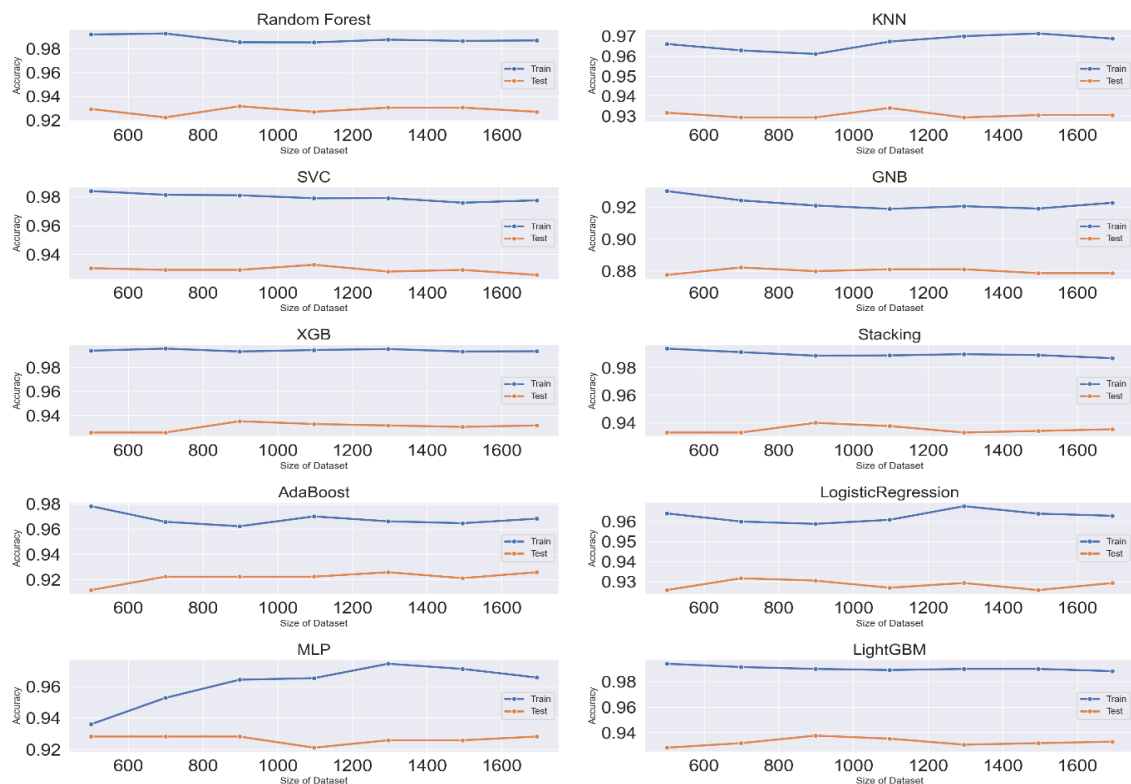 Random Forest
Accuracy
0.98
0.96
0.94
0.92
Train
Test
600 800 1000 1200 1400 1600
Size of Dataset
KNN
Accuracy
0.97
0.96
0.95
0.94
0.93
Train
Test
600 800 1000 1200 1400 1600
Size of Dataset
SVC
Accuracy
0.98
0.96
0.94
Train
Test
600 800 1000 1200 1400 1600
Size of Dataset
GNB
Accuracy
0.92
0.90
0.88
Train
Test
600 800 1000 1200 1400 1600
Size of Dataset
XGB
Accuracy
0.98
0.96
0.94
Train
Test
600 800 1000 1200 1400 1600
Size of Dataset
Stacking
Accuracy
0.98
0.96
0.94
Train
Test
600 800 1000 1200 1400 1600
Size of Dataset
AdaBoost
Accuracy
0.98
0.96
0.94
0.92
Train
Test
600 800 1000 1200 1400 1600
Size of Dataset
LogisticRegression
Accuracy
0.96
0.95
0.94
0.93
Train
Test
600 800 1000 1200 1400 1600
Size of Dataset
MLP
Accuracy
0.96
0.94
0.92
Train
Test
600 800 1000 1200 1400 1600
Size of Dataset
LightGBM
Accuracy
0.98
0.96
0.94
Train
Test
600 800 1000 1200 1400 1600
Size of Dataset